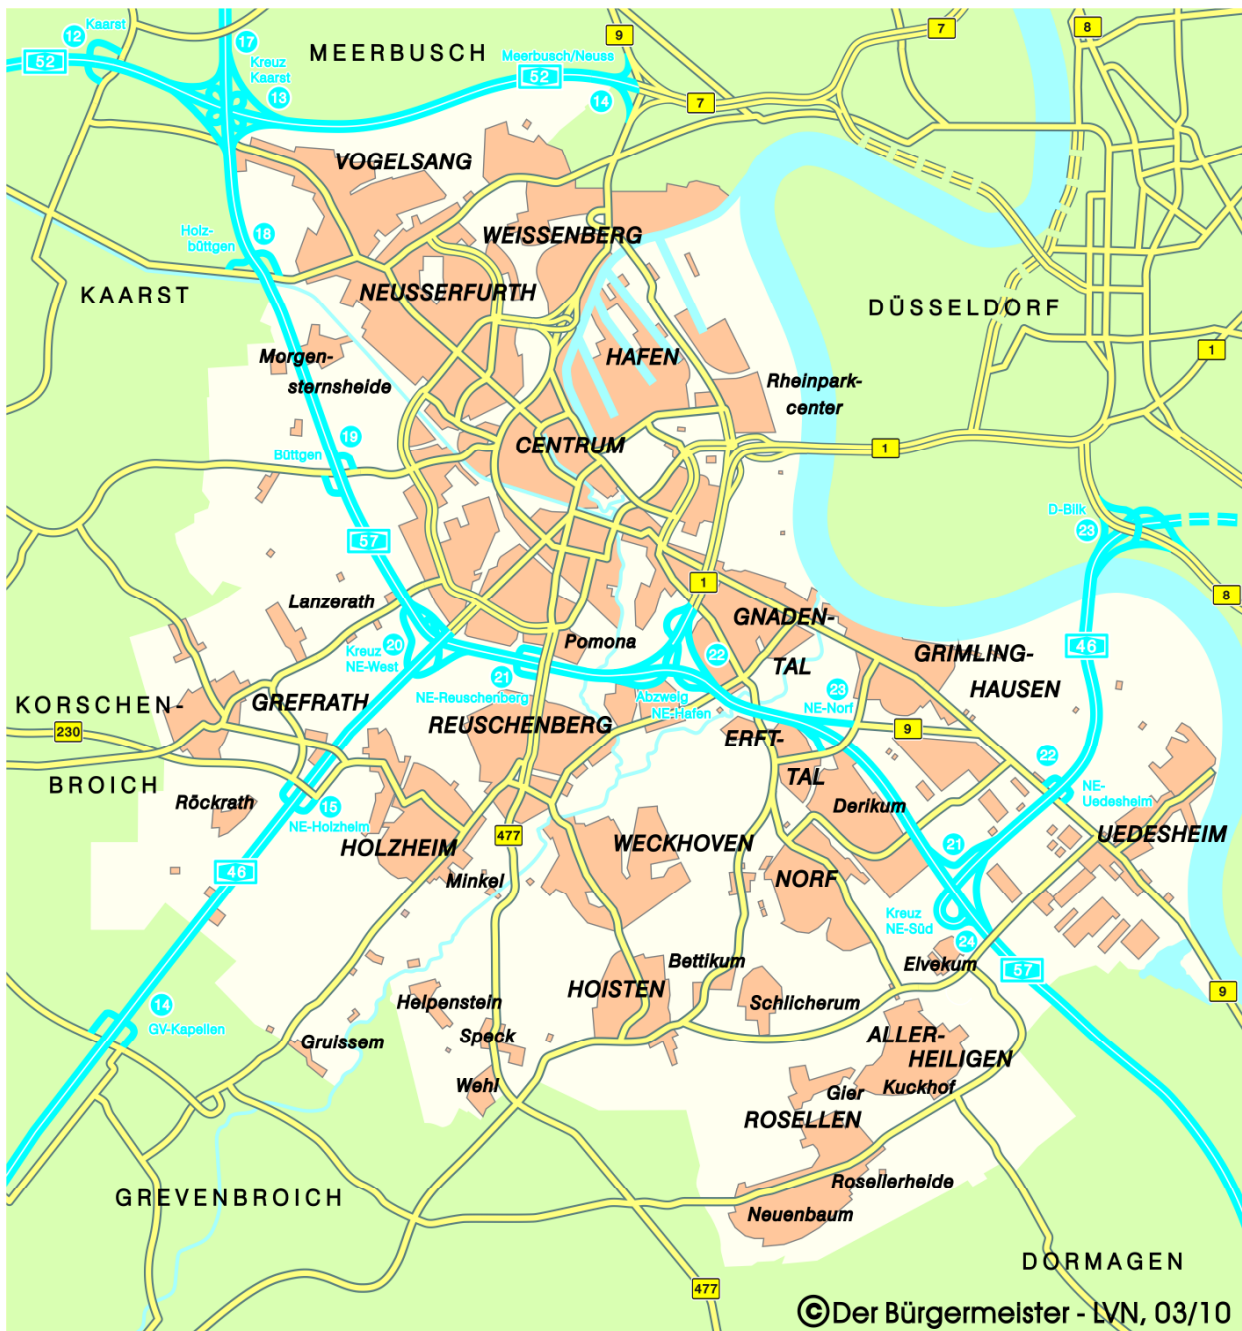 12
Kaarst
52
17
Kreuz
Kaarst
13
MEERBUSCH
Meerbusch/Neuss
52
14
9
7
7
8
VOGELSANG
WEISSENBERG
Holz-
büttgen
18
KAARST
NEUSSERFURTH
DÜSSELDORF
Morgen-
sternsheide
HAFEN
Rheinpark-
center
1
19
Büttgen
CENTRUM
1
57
D-Bilk
23
8
1
Lanzerath
20
Kreuz
NE-West
Pomona
GNADEN-
TAL
22
46
GRIMLING-
HAUSEN
21
NE-Reuschenberg
Abzweig
NE-Hafen
23
NE-Norf
KORSCHEN-
BROICH
230
GREFRATH
REUSCHENBERG
ERFT-
TAL
9
22
NE-
Uedesheim
Röckrath
15
NE-Holzheim
Derikum
HOLZHEIM
477
WECKHOVEN
UEDESHEIM
21
46
Minkel
NORF
Kreuz
NE-Süd
24
Bettikum
Elvekum
57
9
HOISTEN
Helpenstein
Schlicherum
14
GV-Kapellen
Gruissem
Speck
ALLER-
HEILIGEN
Wehl
Gier
Kuckhof
ROSELLEN
GREVENBROICH
Rosellerheide
Neuenbaum
DORMAGEN
477
©Der Bürgermeister - LVN, 03/10